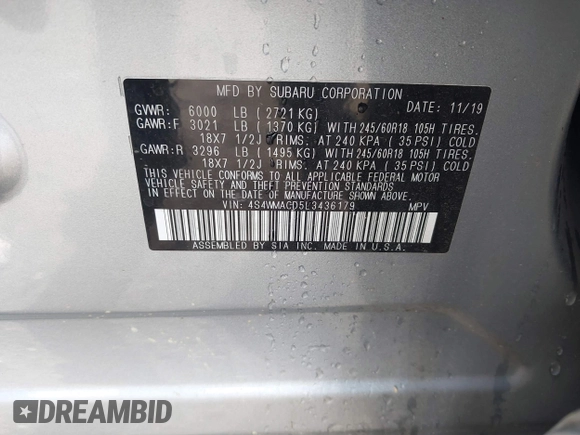 MFD BY SUBARU CORPORATION
GVWR: 6000 LB (2721 KG) DATE: 11/19
GAWR:F 3021 LB (1370 KG) WITH 245/60R18 105H TIRES.
18X7 1/2J RIMS. AT 240 KPA (35 PSI) COLD
GAWR:R 3296 LB (1495 KG) WITH 245/60R18 105H TIRES.
18X7 1/2J RIMS. AT 240 KPA (35 PSI) COLD
THIS VEHICLE CONFORMS TO ALL APPLICABLE FEDERAL MOTOR
VEHICLE SAFETY AND THEFT PREVENTION STANDARDS
IN EFFECT ON THE DATE OF MANUFACTURE SHOWN ABOVE.
VIN: 4S4WMACD5L3436179 MPV
ASSEMBLED BY SIA INC. MADE IN U.S.A.
DREAMBID